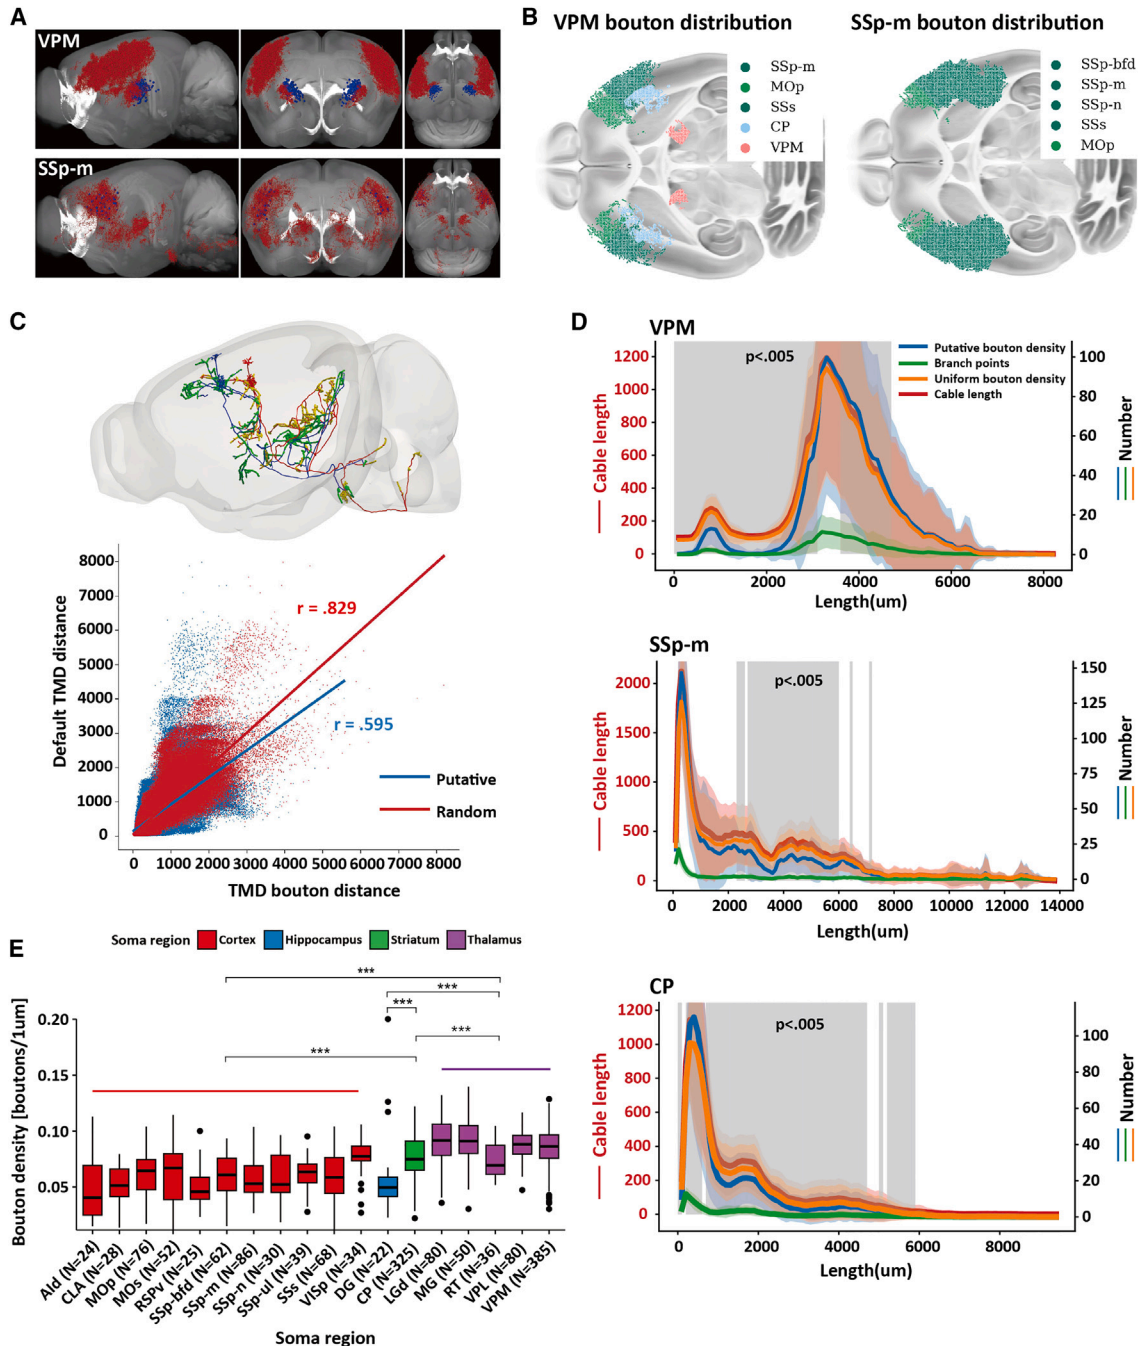 A
VPM
SSp-m
B
VPM bouton distribution
SSp-m bouton distribution
SSp-m
MOp
SSs
CP
VPM
SSp-bfd
SSp-m
SSp-n
SSs
MOp
C
r = .829
r = .595
Putative
Random
Default TMD distance
8000
7000
6000
5000
4000
3000
2000
1000
0
0 1000 2000 3000 4000 5000 6000 7000 8000
TMD bouton distance
D
VPM
p<.005
Putative bouton density
Branch points
Uniform bouton density
Cable length
Cable length
1200
1000
800
600
400
200
0
100
80
60
40
20
0
Number
0 2000 4000 6000 8000
Length(um)
SSp-m
p<.005
Cable length
2000
1500
1000
500
0
150
125
100
75
50
25
0
Number
0 2000 4000 6000 8000 10000 12000 14000
Length(um)
CP
p<.005
Cable length
1200
1000
800
600
400
200
0
100
80
60
40
20
0
Number
0 2000 4000 6000 8000
Length(um)
E
Soma region Cortex Hippocampus Striatum Thalamus
***
***
***
***
***
Bouton density [boutons/1um]
0.20
0.15
0.10
0.05
AId (N=24)
CLA (N=28)
MOp (N=76)
MOs (N=52)
RSPv (N=25)
SSp-bfd (N=62)
SSp-m (N=86)
SSp-n (N=30)
SSp-ul (N=39)
SSs (N=68)
VISp (N=34)
DG (N=22)
CP (N=325)
LGd (N=80)
MG (N=50)
RT (N=36)
VPL (N=80)
VPM (N=385)
Soma region